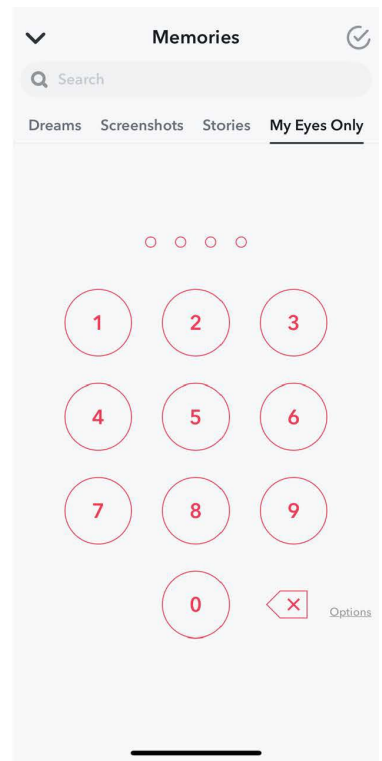 Memories
Search
Dreams Screenshots Stories My Eyes Only
1 2 3
4 5 6
7 8 9
0 Options